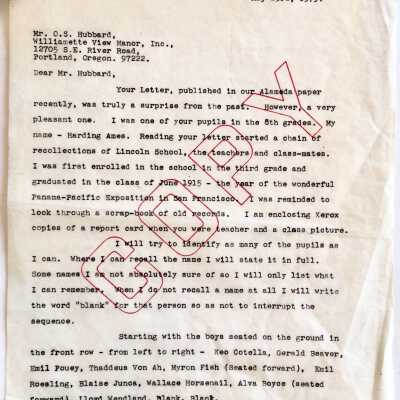 Mr. O.S. Hubbard,
Williamette View Manor, Inc.,
12705 S.E. River Road,
Portland, Oregon. 97222.
Dear Mr. Hubbard,
Your Letter, published in our Alameda paper
recently, was truly a surprise from the past. However, a very
pleasant one. I was one of your pupils in the 8th grades. My
name - Harding Ames. Reading your letter started a chain of
recollections of Lincoln School, the teachers and class-mates.
I was first enrolled in the school in the third grade and
graduated in the class of June 1915 - the year of the wonderful
Panama-Pacific Exposition in San Francisco. I was reminded to
look through a scrap-book of old records. I am enclosing Xerox
copies of a report card when you were teacher and a class picture.
I will try to identify as many of the pupils as
I can. Where I can recall the name I will state it in full.
Some names I am not absolutely sure of so I will only list what
I can remember. When I do not recall a name at all I will write
the word "blank" for that person so as not to interrupt the
sequence.
Starting with the boys seated on the ground in
the front row - from left to right - Keo Cotella, Gerald Beaver,
Emil Pouey, Thaddeus Von Ah, Myron Fish (Seated forward), Emil
Roesling, Blaise Junca, Wallace Horsenail, Alva Boyce (seated
forward), Lloyd Wendland, Blank, Blank.
COPY